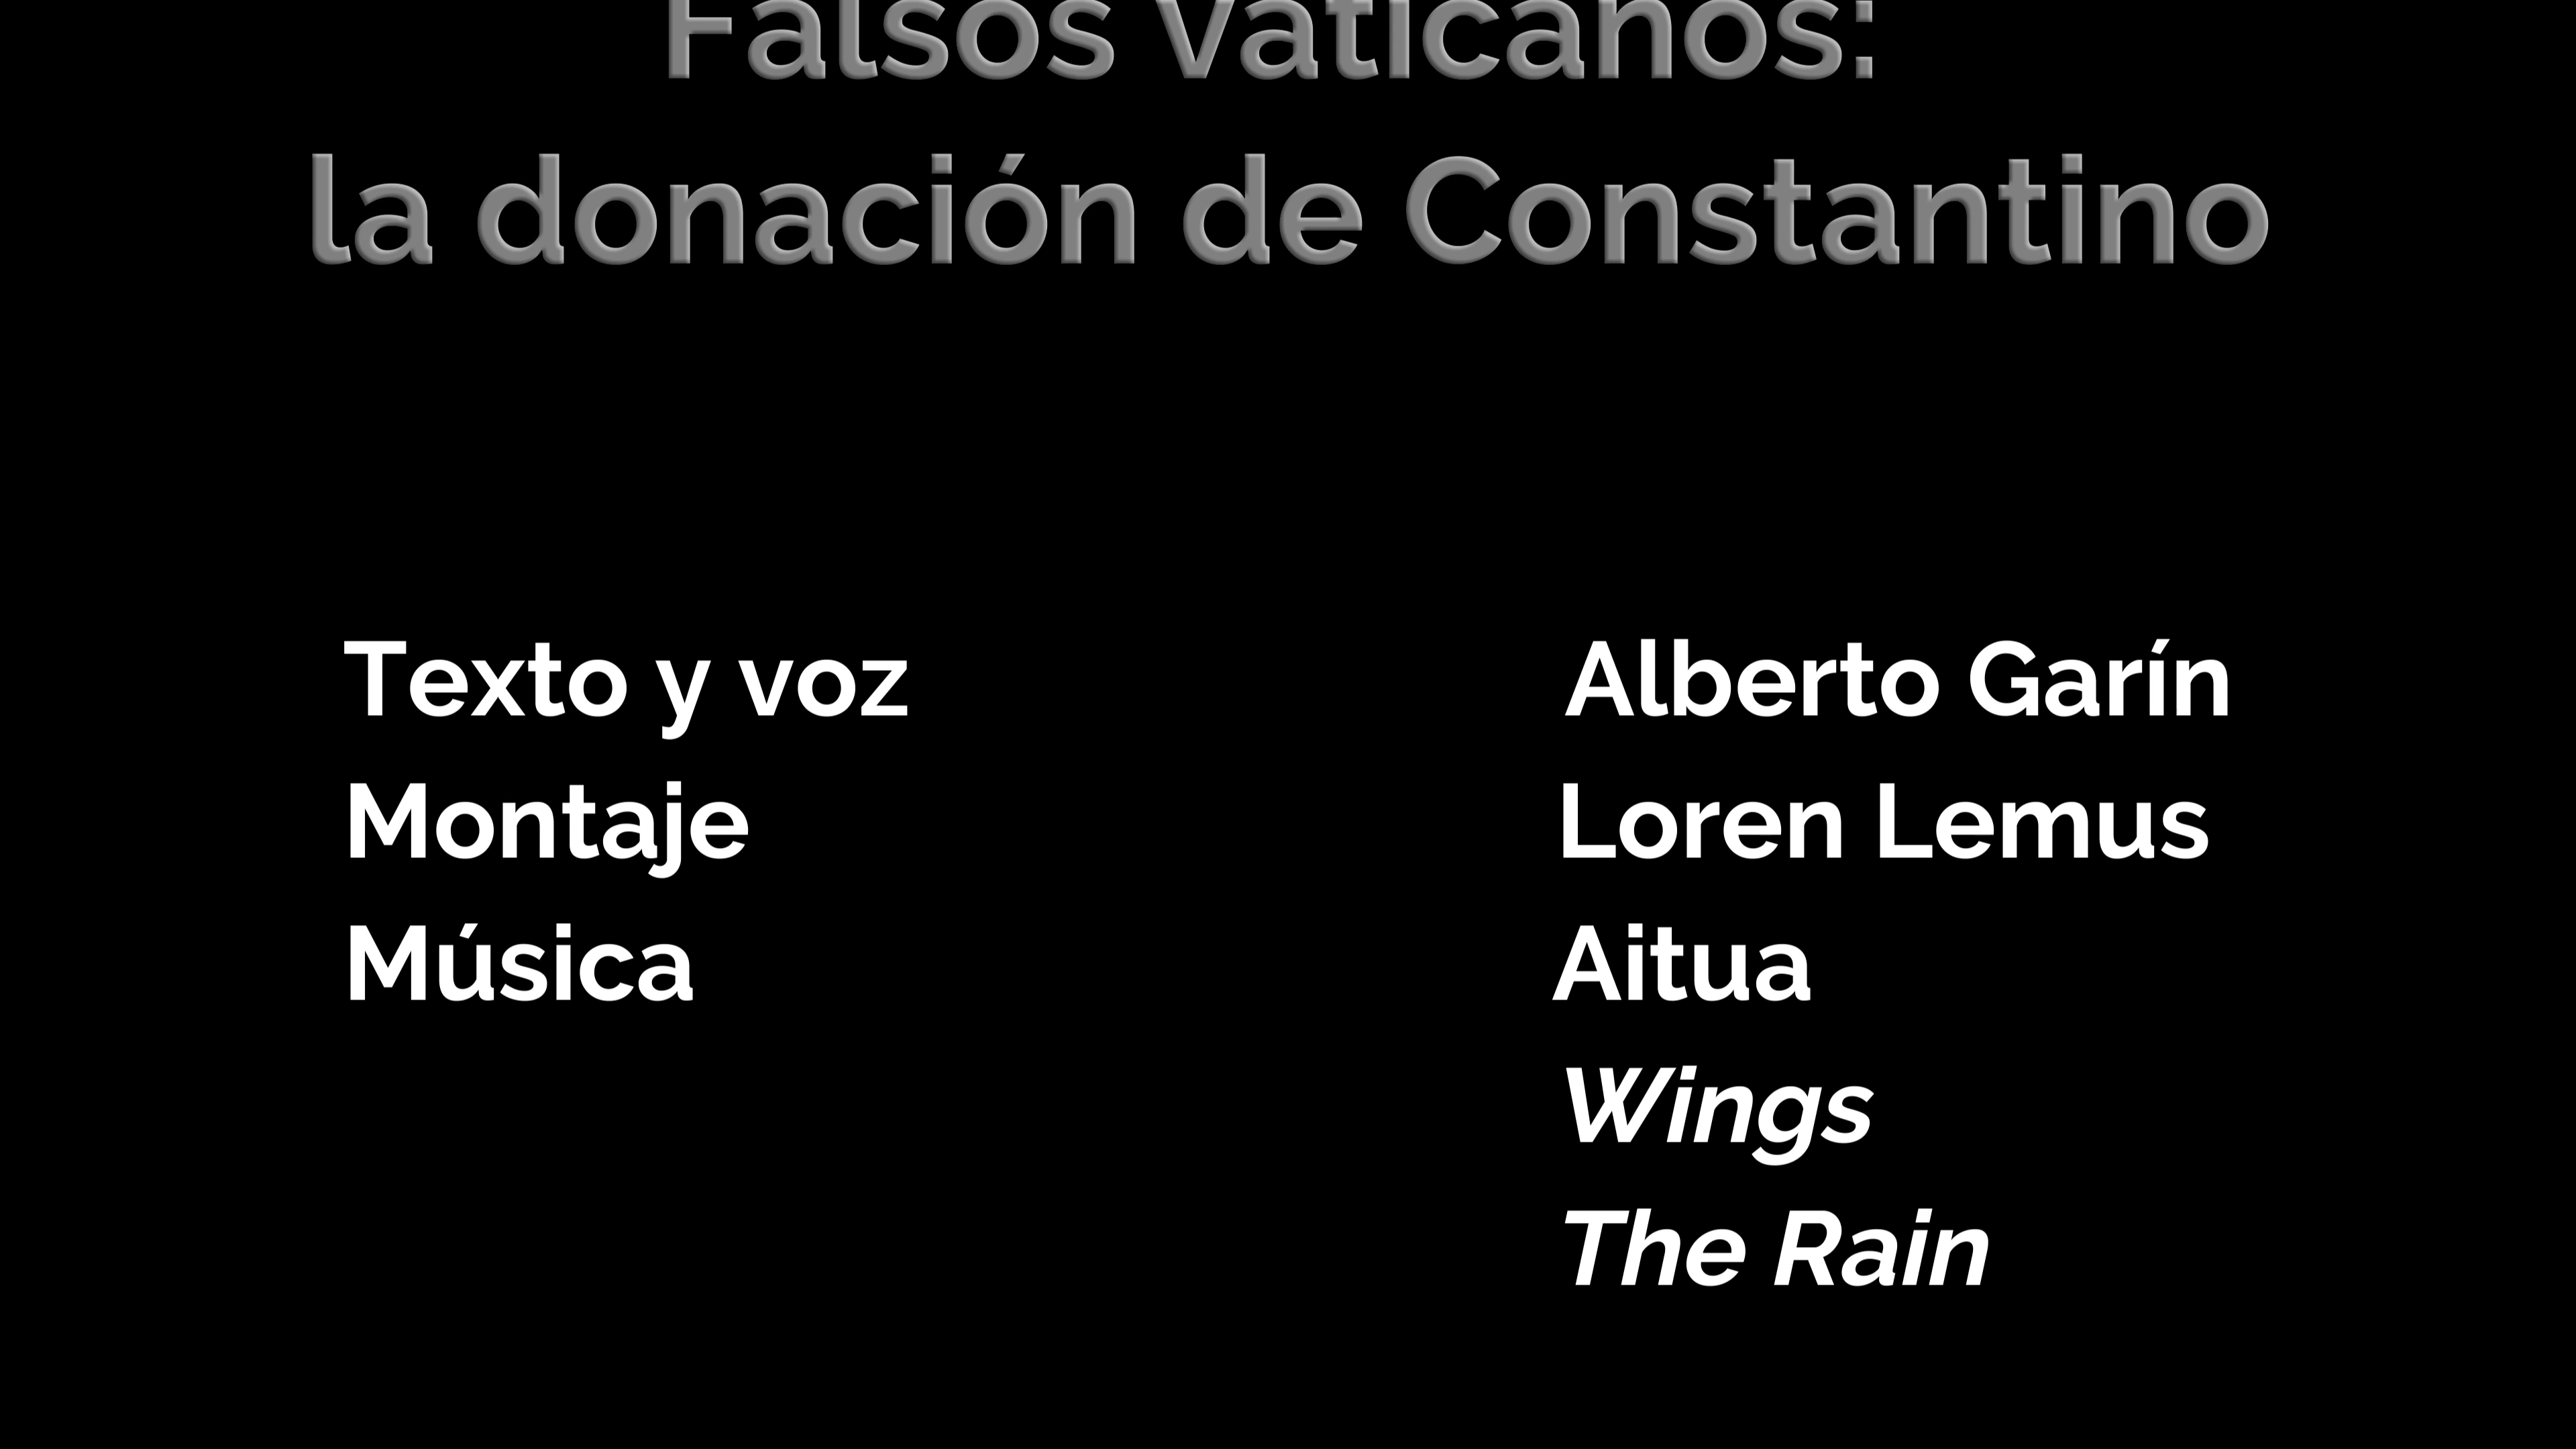 Falsos vaticanos:
la donación de Constantino
Texto y voz Alberto Garín
Montaje Loren Lemus
Música Aitua
Wings
The Rain